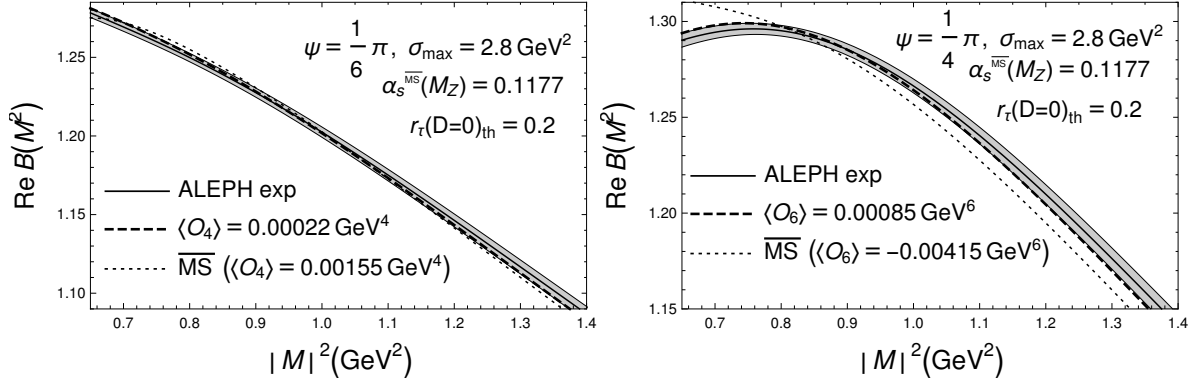 Re B(M²)
1.25
1.20
1.15
1.10
ψ = 1/6 π, σmax = 2.8 GeV²
αs^MS̅(MZ) = 0.1177
rτ(D=0)th = 0.2
ALEPH exp
⟨O4⟩ = 0.00022 GeV⁴
M̅S̅ (⟨O4⟩ = 0.00155 GeV⁴)
0.7 0.8 0.9 1.0 1.1 1.2 1.3 1.4
|M|²(GeV²)
Re B(M²)
1.30
1.25
1.20
1.15
ψ = 1/4 π, σmax = 2.8 GeV²
αs^MS̅(MZ) = 0.1177
rτ(D=0)th = 0.2
ALEPH exp
⟨O6⟩ = 0.00085 GeV⁶
M̅S̅ (⟨O6⟩ = −0.00415 GeV⁶)
0.7 0.8 0.9 1.0 1.1 1.2 1.3 1.4
|M|²(GeV²)